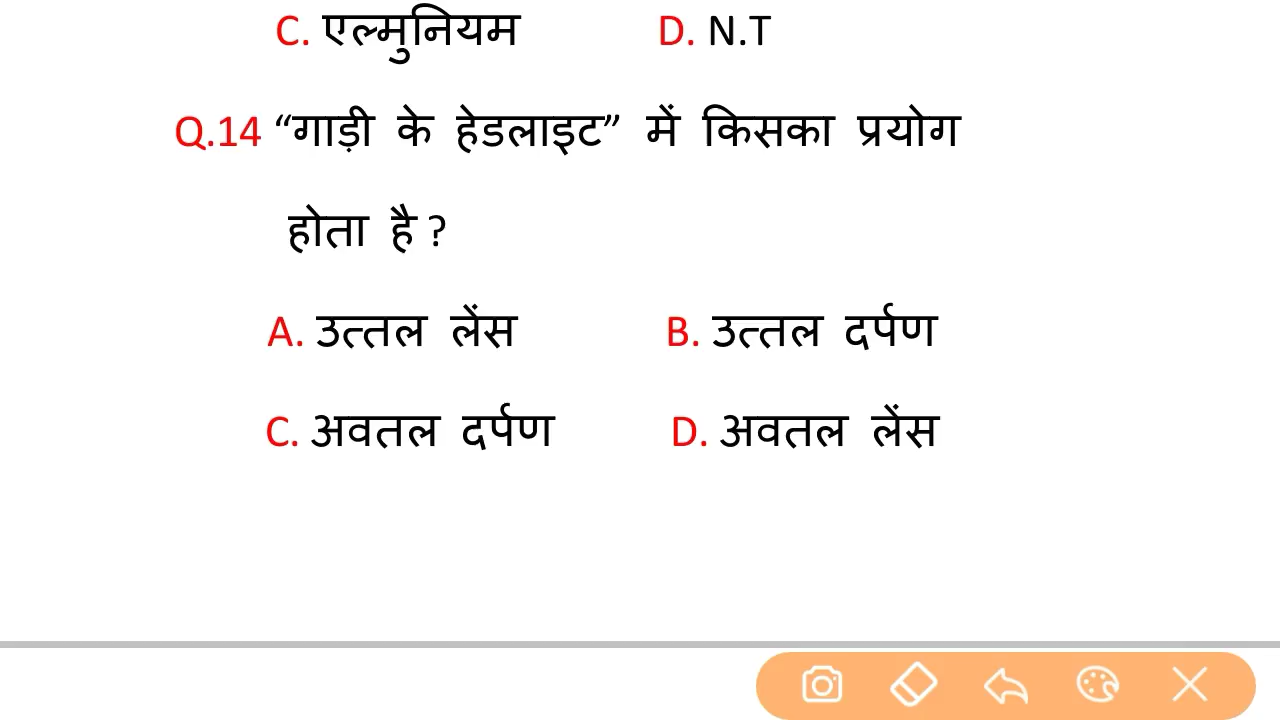 C. एल्मुनियम D. N.T
Q.14 “गाड़ी के हेडलाइट” में किसका प्रयोग
होता है ?
A. उत्तल लेंस B. उत्तल दर्पण
C. अवतल दर्पण D. अवतल लेंस